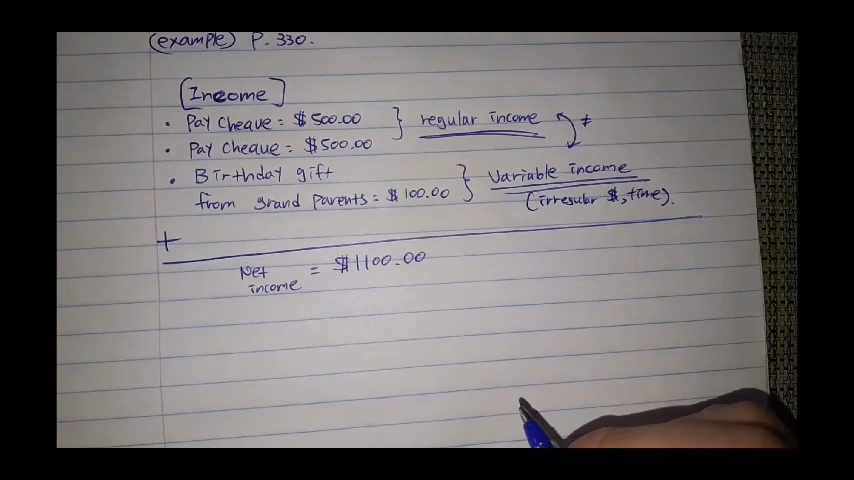 (example) P. 330.
[Income]
• Pay Cheque = $500.00 } regular income ≠
• Pay Cheque = $500.00
• Birthday gift } Variable income
from grand parents = $100.00 (irregular $, time).
+
Net = $1100.00
income